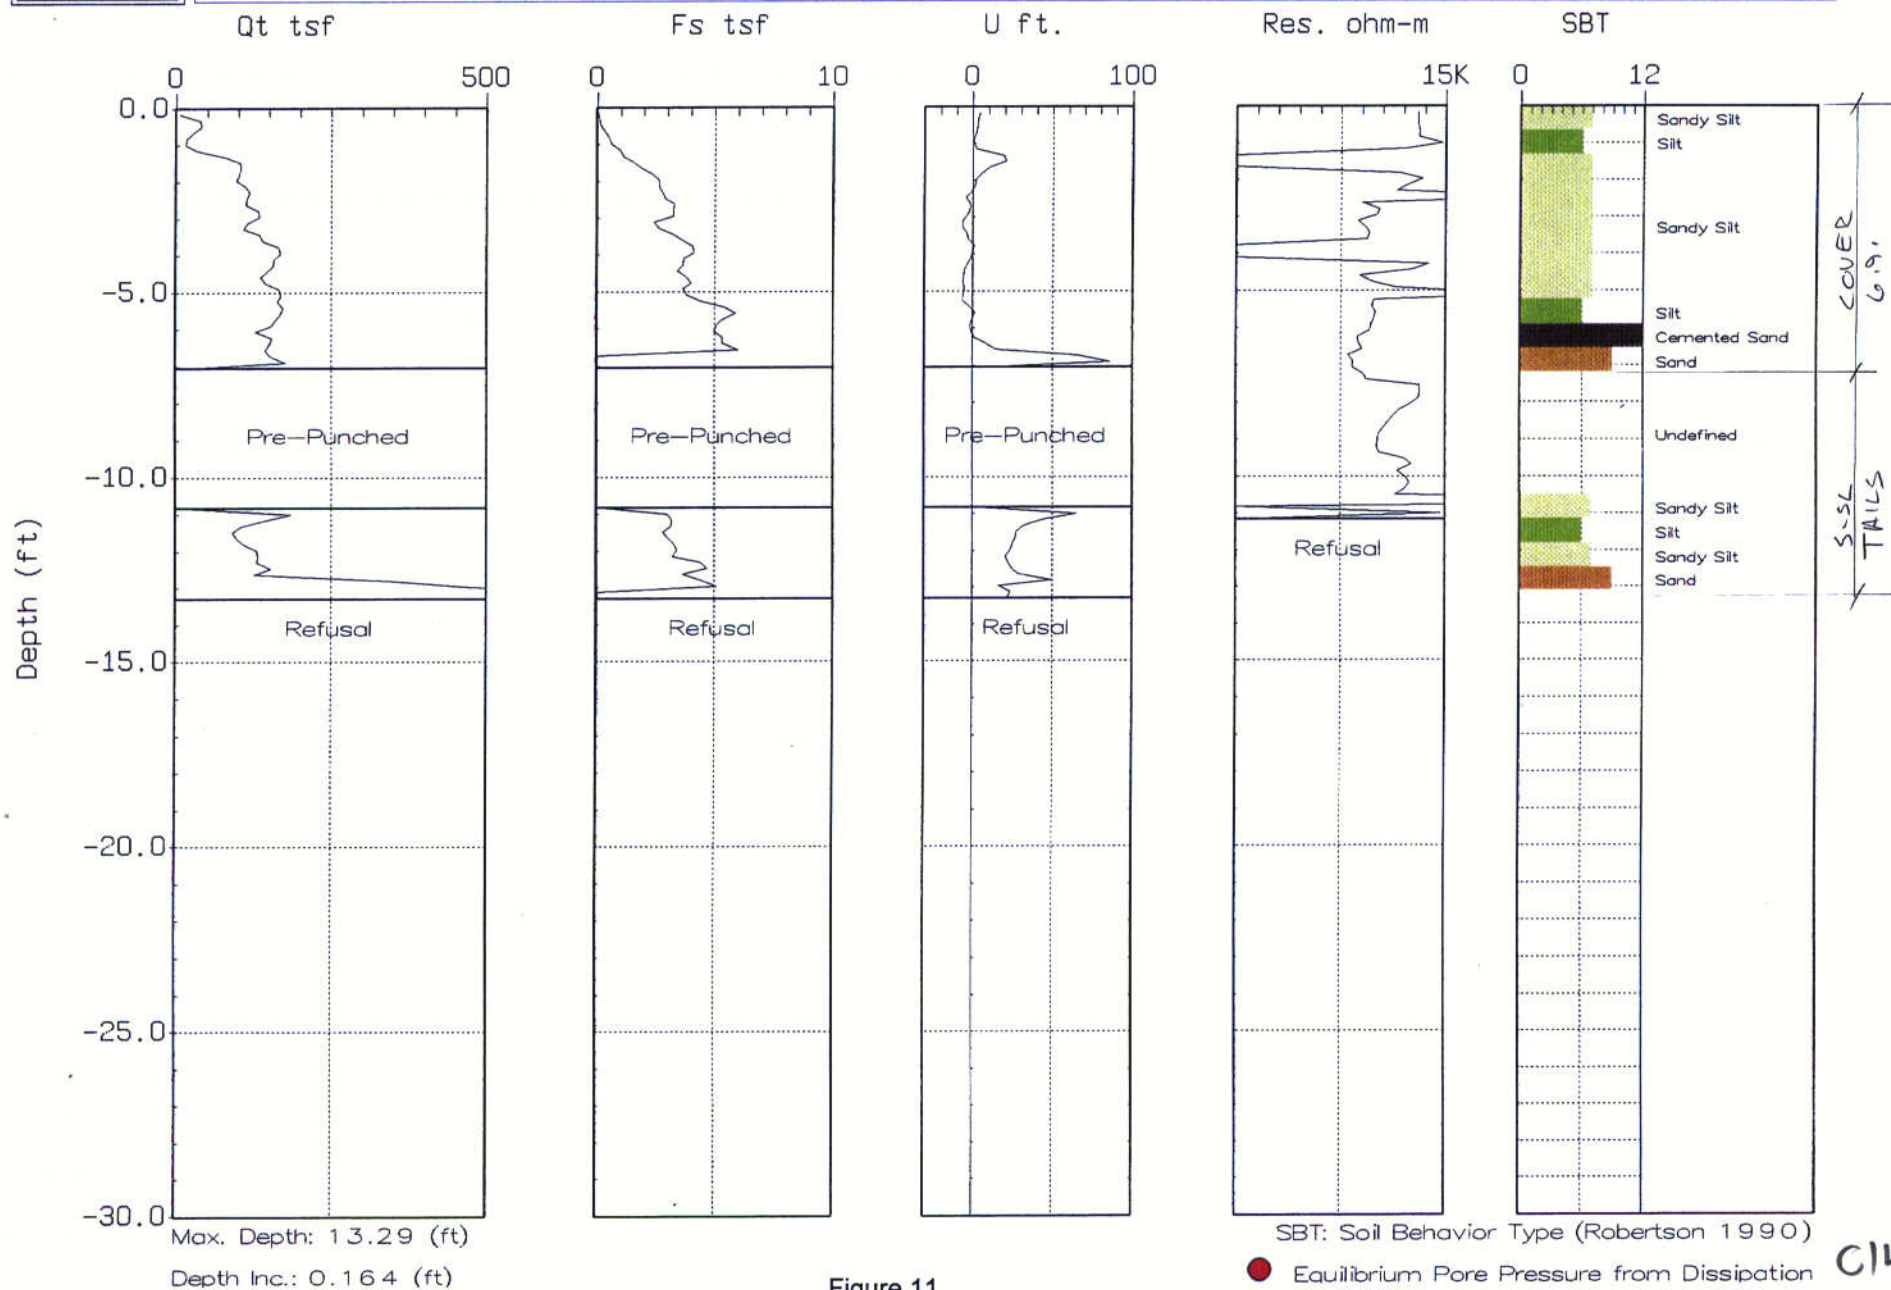 Qt tsf
Fs tsf
U ft.
Res. ohm-m
SBT
0 500
0 10
0 100
15K
0 12
0.0
-5.0
-10.0
-15.0
-20.0
-25.0
-30.0
Depth (ft)
Pre-Punched
Refusal
Pre-Punched
Refusal
Pre-Punched
Refusal
Refusal
Sandy Silt
Silt
Sandy Silt
Silt
Cemented Sand
Sand
Undefined
Sandy Silt
Silt
Sandy Silt
Sand
COVER
6.9'
S-SL
TAILS
Max. Depth: 13.29 (ft)
Depth Inc.: 0.164 (ft)
SBT: Soil Behavior Type (Robertson 1990)
Equilibrium Pore Pressure from Dissipation
Figure 11